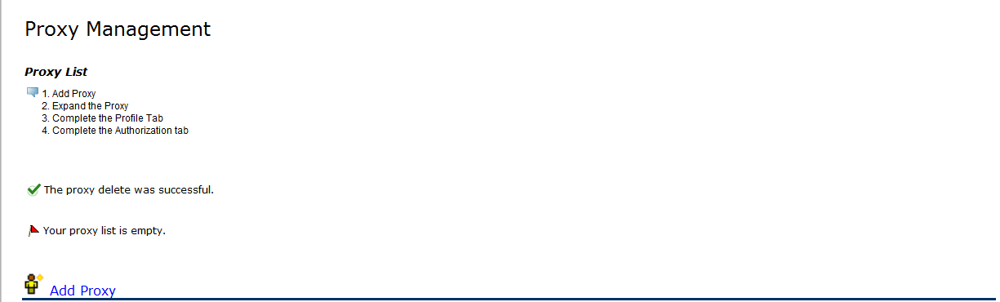 Proxy Management
Proxy List
1. Add Proxy
2. Expand the Proxy
3. Complete the Profile Tab
4. Complete the Authorization tab
The proxy delete was successful.
Your proxy list is empty.
Add Proxy